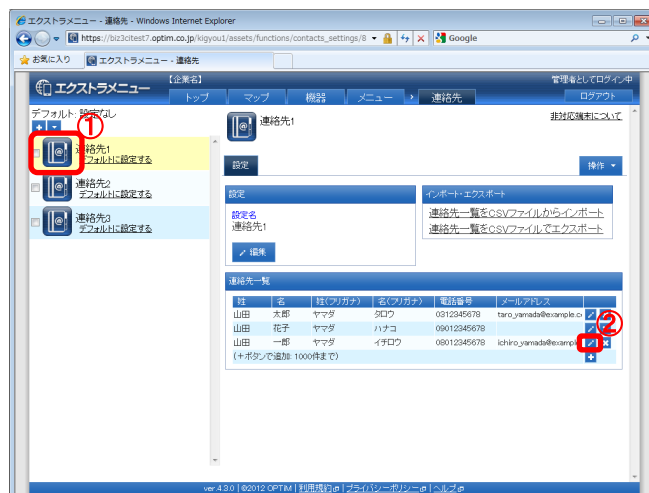 エクストラメニュー - 連絡先 - Windows Internet Explorer
https://biz3citest7.optim.co.jp/kigyou1/assets/functions/contacts_settings/8
Google
お気に入り
エクストラメニュー - 連絡先
エクストラメニュー
【企業名】
管理者としてログイン中
トップ
マップ
機器
メニュー
連絡先
ログアウト
デフォルト: 設定なし
①
連絡先1
デフォルトに設定する
連絡先2
デフォルトに設定する
連絡先3
デフォルトに設定する
連絡先1
非対応端末について
設定
操作
設定
設定名
連絡先1
編集
インポート・エクスポート
連絡先一覧をCSVファイルからインポート
連絡先一覧をCSVファイルでエクスポート
連絡先一覧
姓 名 姓(フリガナ) 名(フリガナ) 電話番号 メールアドレス
山田 太郎 ヤマダ タロウ 0312345678 taro_yamada@example.c
山田 花子 ヤマダ ハナコ 09012345678
②
山田 一郎 ヤマダ イチロウ 08012345678 ichiro_yamada@exampl
(+ボタンで追加: 1000件まで)
ver.4.3.0 | ©2012 OPTiM | 利用規約 | プライバシーポリシー | ヘルプ